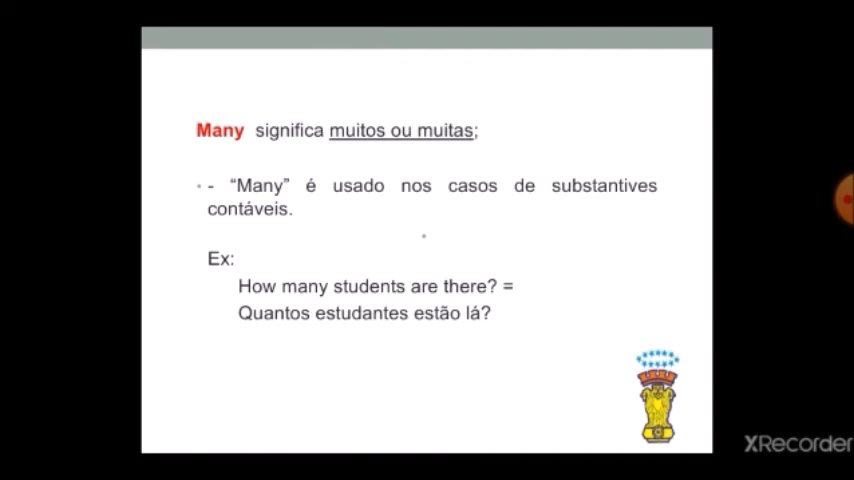 Many significa muitos ou muitas;
- “Many” é usado nos casos de substantives
contáveis.
Ex:
How many students are there? =
Quantos estudantes estão lá?
XRecorder